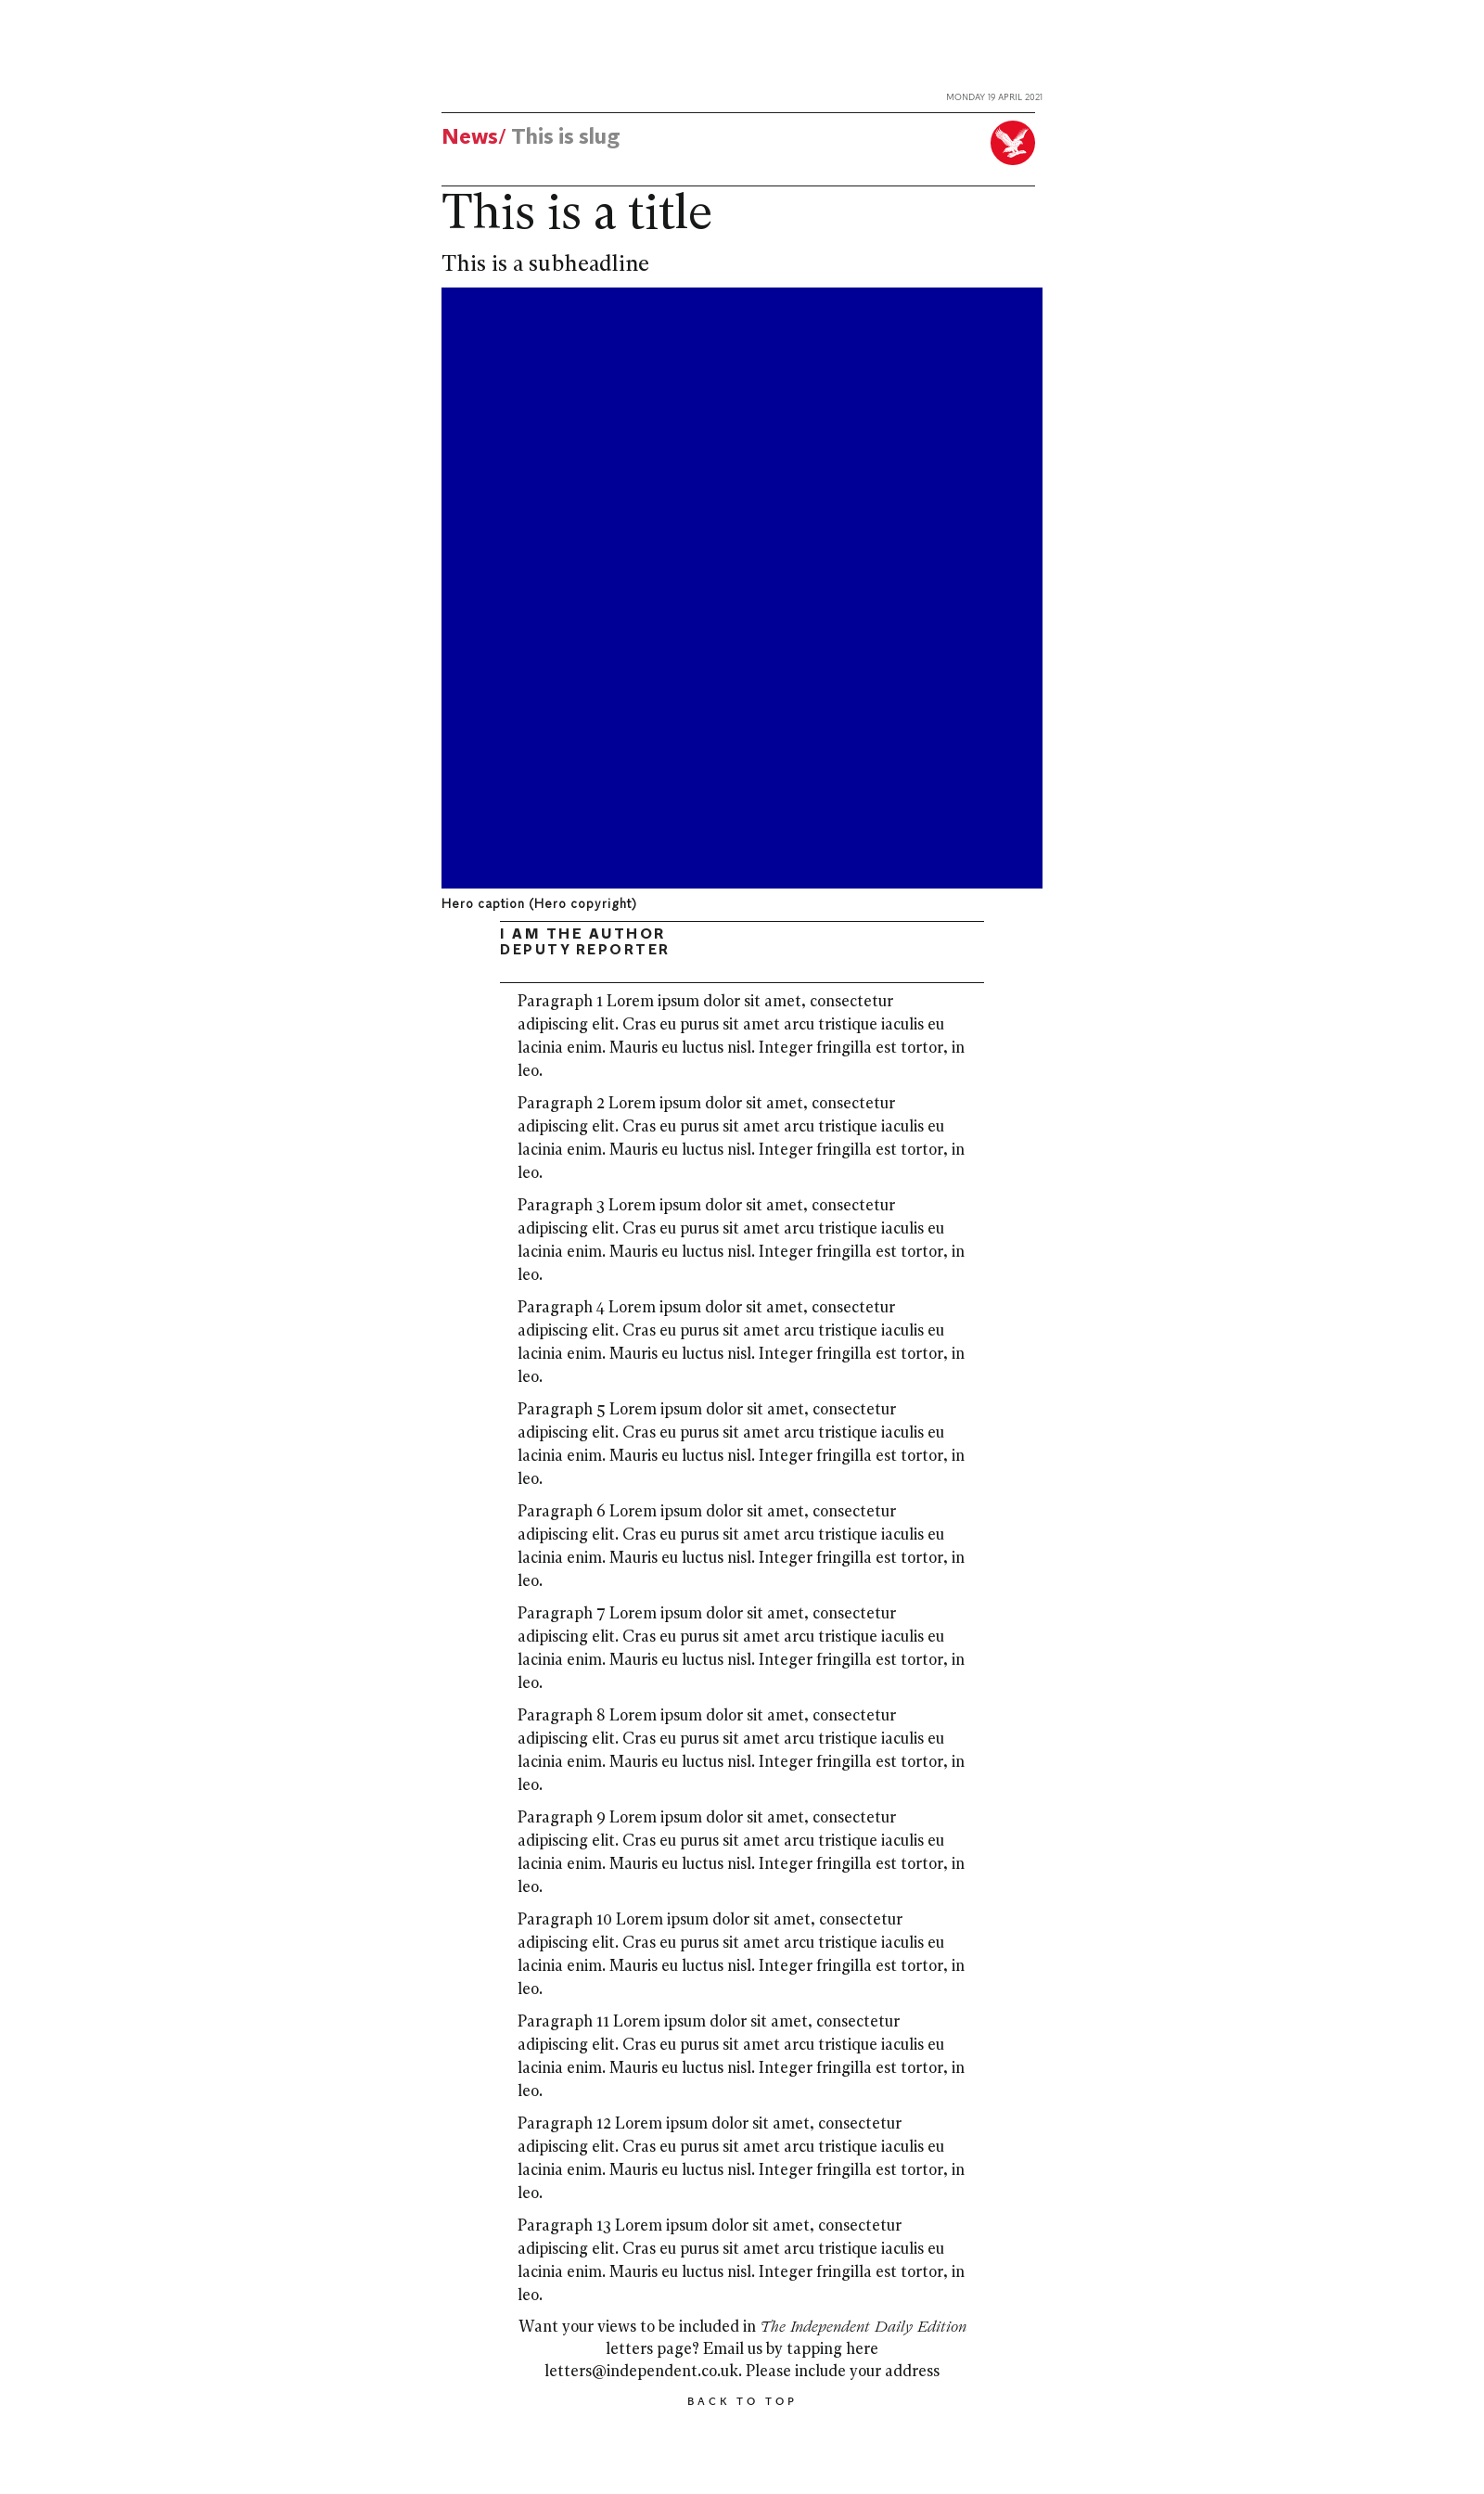 MONDAY 19 APRIL 2021
News/ This is slug
This is a title
This is a subheadline
Hero caption (Hero copyright)
I AM THE AUTHOR
DEPUTY REPORTER
Paragraph 1 Lorem ipsum dolor sit amet, consectetur
adipiscing elit. Cras eu purus sit amet arcu tristique iaculis eu
lacinia enim. Mauris eu luctus nisl. Integer fringilla est tortor, in
leo.
Paragraph 2 Lorem ipsum dolor sit amet, consectetur
adipiscing elit. Cras eu purus sit amet arcu tristique iaculis eu
lacinia enim. Mauris eu luctus nisl. Integer fringilla est tortor, in
leo.
Paragraph 3 Lorem ipsum dolor sit amet, consectetur
adipiscing elit. Cras eu purus sit amet arcu tristique iaculis eu
lacinia enim. Mauris eu luctus nisl. Integer fringilla est tortor, in
leo.
Paragraph 4 Lorem ipsum dolor sit amet, consectetur
adipiscing elit. Cras eu purus sit amet arcu tristique iaculis eu
lacinia enim. Mauris eu luctus nisl. Integer fringilla est tortor, in
leo.
Paragraph 5 Lorem ipsum dolor sit amet, consectetur
adipiscing elit. Cras eu purus sit amet arcu tristique iaculis eu
lacinia enim. Mauris eu luctus nisl. Integer fringilla est tortor, in
leo.
Paragraph 6 Lorem ipsum dolor sit amet, consectetur
adipiscing elit. Cras eu purus sit amet arcu tristique iaculis eu
lacinia enim. Mauris eu luctus nisl. Integer fringilla est tortor, in
leo.
Paragraph 7 Lorem ipsum dolor sit amet, consectetur
adipiscing elit. Cras eu purus sit amet arcu tristique iaculis eu
lacinia enim. Mauris eu luctus nisl. Integer fringilla est tortor, in
leo.
Paragraph 8 Lorem ipsum dolor sit amet, consectetur
adipiscing elit. Cras eu purus sit amet arcu tristique iaculis eu
lacinia enim. Mauris eu luctus nisl. Integer fringilla est tortor, in
leo.
Paragraph 9 Lorem ipsum dolor sit amet, consectetur
adipiscing elit. Cras eu purus sit amet arcu tristique iaculis eu
lacinia enim. Mauris eu luctus nisl. Integer fringilla est tortor, in
leo.
Paragraph 10 Lorem ipsum dolor sit amet, consectetur
adipiscing elit. Cras eu purus sit amet arcu tristique iaculis eu
lacinia enim. Mauris eu luctus nisl. Integer fringilla est tortor, in
leo.
Paragraph 11 Lorem ipsum dolor sit amet, consectetur
adipiscing elit. Cras eu purus sit amet arcu tristique iaculis eu
lacinia enim. Mauris eu luctus nisl. Integer fringilla est tortor, in
leo.
Paragraph 12 Lorem ipsum dolor sit amet, consectetur
adipiscing elit. Cras eu purus sit amet arcu tristique iaculis eu
lacinia enim. Mauris eu luctus nisl. Integer fringilla est tortor, in
leo.
Paragraph 13 Lorem ipsum dolor sit amet, consectetur
adipiscing elit. Cras eu purus sit amet arcu tristique iaculis eu
lacinia enim. Mauris eu luctus nisl. Integer fringilla est tortor, in
leo.
Want your views to be included in The Independent Daily Edition
letters page? Email us by tapping here
letters@independent.co.uk. Please include your address
BACK TO TOP